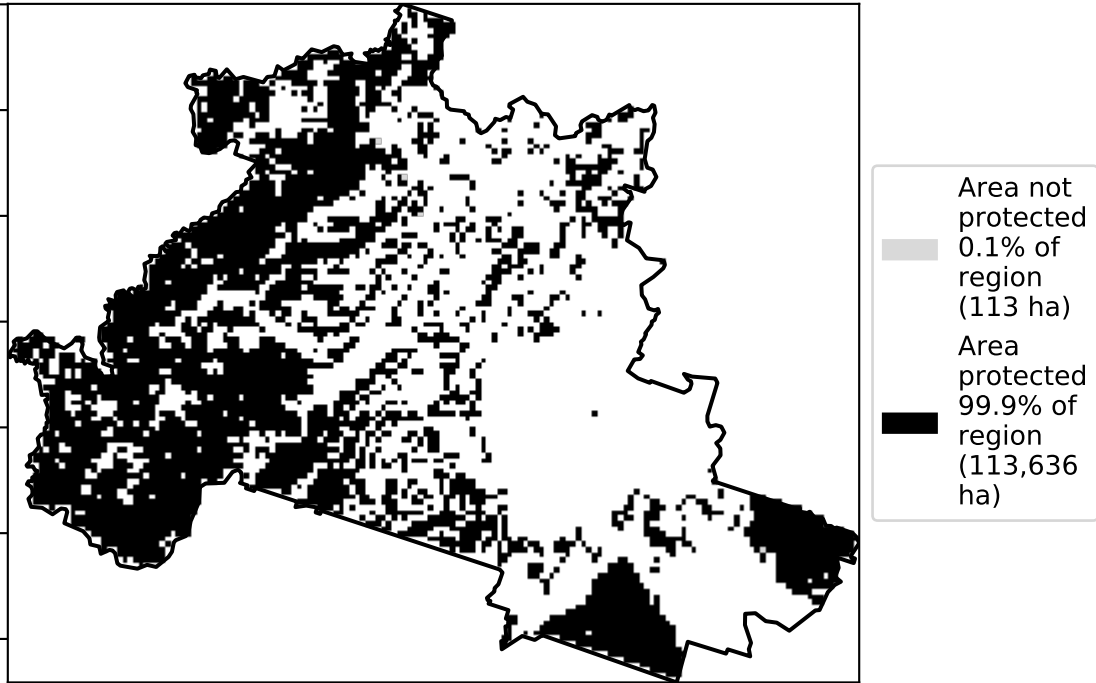 Area not
protected
0.1% of
region
(113 ha)
Area
protected
99.9% of
region
(113,636
ha)